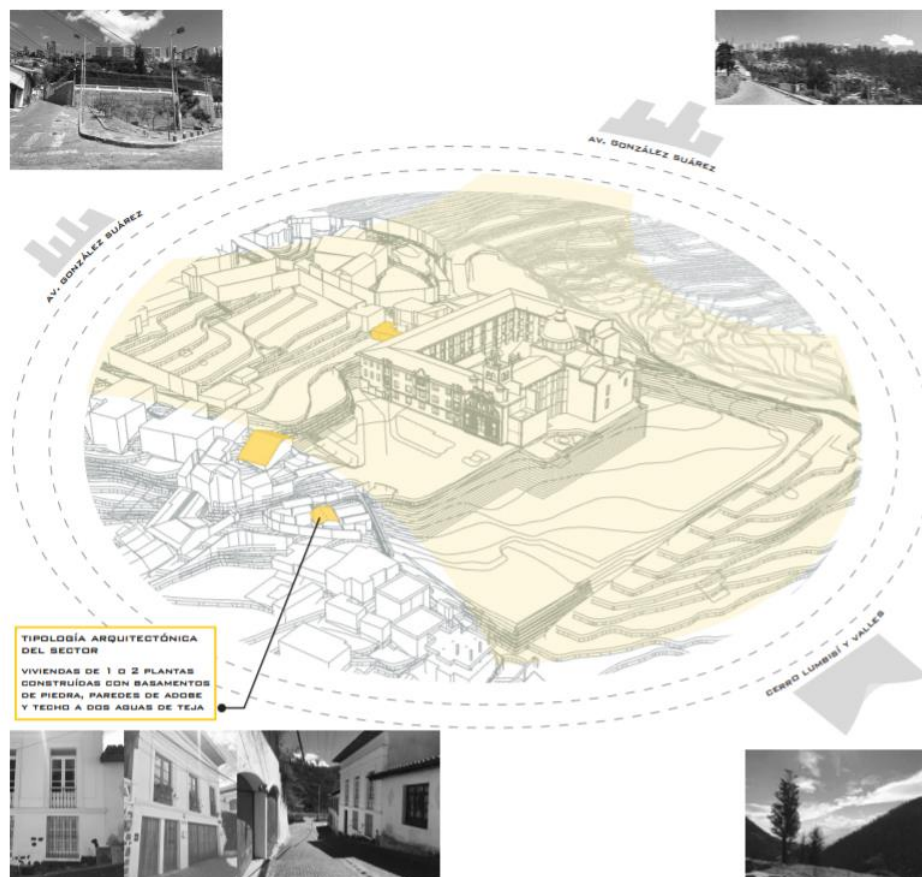 AV. GONZÁLEZ SUÁREZ
AV. GONZÁLEZ SUÁREZ
TIPOLOGÍA ARQUITECTÓNICA
DEL SECTOR
VIVIENDAS DE 1 O 2 PLANTAS
CONSTRUÍDAS CON BASAMENTOS
DE PIEDRA, PAREDES DE ADOBE
Y TECHO A DOS AGUAS DE TEJA
CERRO LUMBISÍ Y VALLES